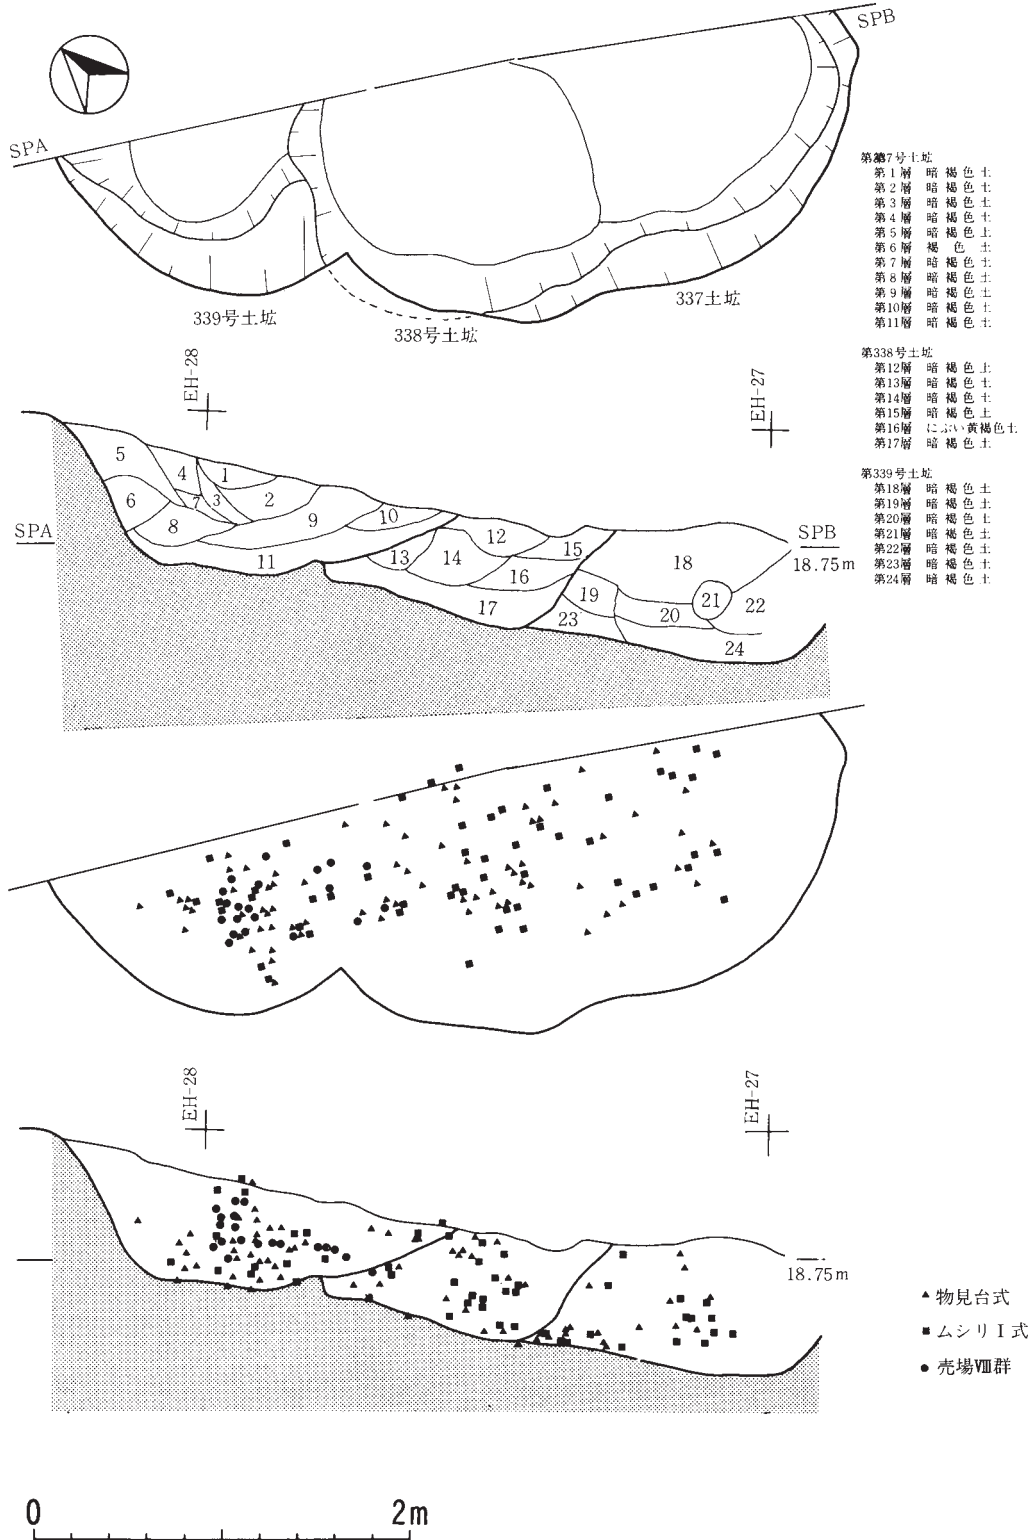 SPB
SPA
339号土坑
338号土坑
337土坑
第337号土坑
第1層 暗褐色土
第2層 暗褐色土
第3層 暗褐色土
第4層 暗褐色土
第5層 暗褐色土
第6層 褐色土
第7層 暗褐色土
第8層 暗褐色土
第9層 暗褐色土
第10層 暗褐色土
第11層 暗褐色土
第338号土坑
第12層 暗褐色土
第13層 暗褐色土
第14層 暗褐色土
第15層 暗褐色土
第16層 にぶい黄褐色土
第17層 暗褐色土
第339号土坑
第18層 暗褐色土
第19層 暗褐色土
第20層 暗褐色土
第21層 暗褐色土
第22層 暗褐色土
第23層 暗褐色土
第24層 暗褐色土
EH-28
EH-27
5
4
1
6
7
3
2
8
9
10
11
12
13
14
15
16
17
18
19
20
21
22
23
24
SPA
SPB
18.75m
EH-28
EH-27
18.75m
▲ 物見台式
■ ムシリⅠ式
● 売場Ⅷ群
0 2m